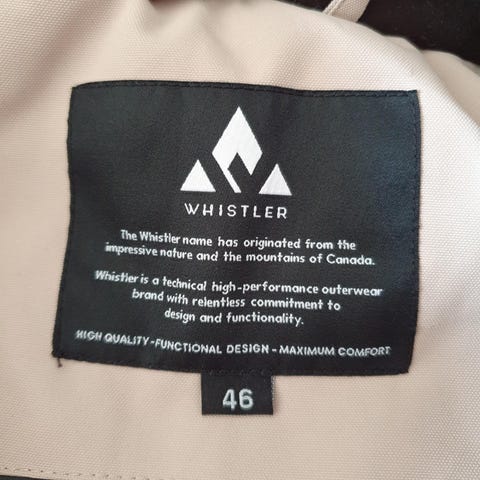 WHISTLER
The Whistler name has originated from the
impressive nature and the mountains of Canada.
Whistler is a technical high-performance outerwear
brand with relentless commitment to
design and functionality.
HIGH QUALITY-FUNCTIONAL DESIGN - MAXIMUM COMFORT
46